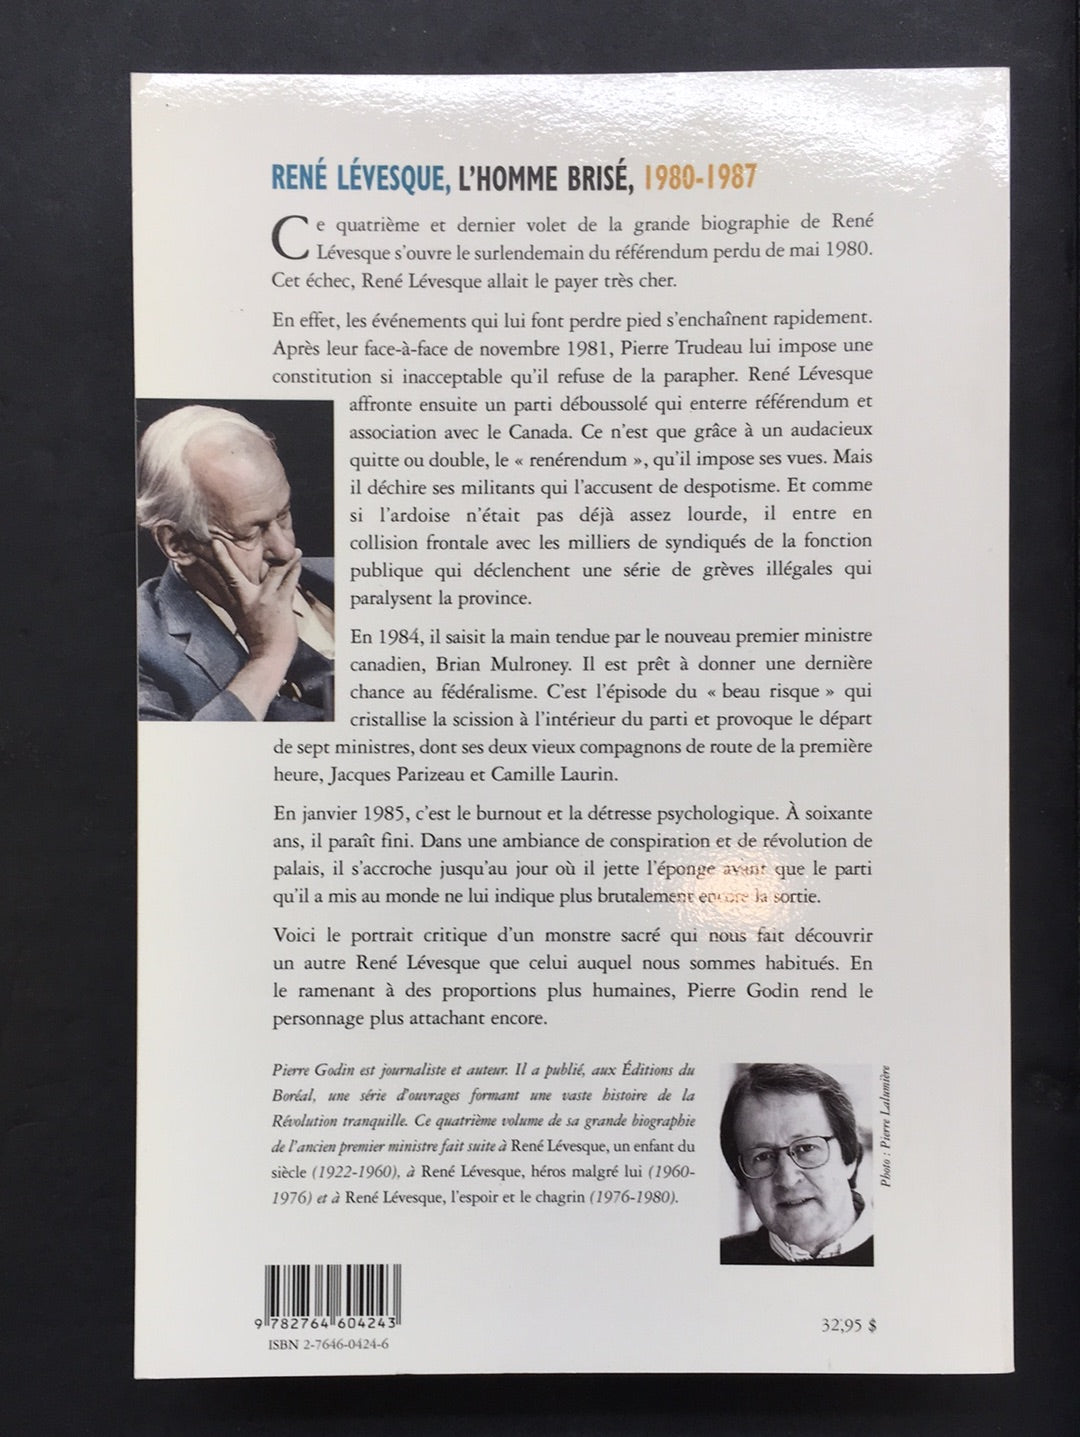 RENÉ LÉVESQUE, L'HOMME BRISÉ, 1980-1987
Ce quatrième et dernier volet de la grande biographie de René
Lévesque s'ouvre le surlendemain du référendum perdu de mai 1980.
Cet échec, René Lévesque allait le payer très cher.
En effet, les événements qui lui font perdre pied s'enchaînent rapidement.
Après leur face-à-face de novembre 1981, Pierre Trudeau lui impose une
constitution si inacceptable qu'il refuse de la parapher. René Lévesque
affronte ensuite un parti déboussolé qui enterre référendum et
association avec le Canada. Ce n'est que grâce à un audacieux
quitte ou double, le « renérendum », qu'il impose ses vues. Mais
il déchire ses militants qui l'accusent de despotisme. Et comme
si l'ardoise n'était pas déjà assez lourde, il entre en
collision frontale avec les milliers de syndiqués de la fonction
publique qui déclenchent une série de grèves illégales qui
paralysent la province.
En 1984, il saisit la main tendue par le nouveau premier ministre
canadien, Brian Mulroney. Il est prêt à donner une dernière
chance au fédéralisme. C'est l'épisode du « beau risque » qui
cristallise la scission à l'intérieur du parti et provoque le départ
de sept ministres, dont ses deux vieux compagnons de route de la première
heure, Jacques Parizeau et Camille Laurin.
En janvier 1985, c'est le burnout et la détresse psychologique. À soixante
ans, il paraît fini. Dans une ambiance de conspiration et de révolution de
palais, il s'accroche jusqu'au jour où il jette l'éponge avant que le parti
qu'il a mis au monde ne lui indique plus brutalement encore la sortie.
Voici le portrait critique d'un monstre sacré qui nous fait découvrir
un autre René Lévesque que celui auquel nous sommes habitués. En
le ramenant à des proportions plus humaines, Pierre Godin rend le
personnage plus attachant encore.
Pierre Godin est journaliste et auteur. Il a publié, aux Éditions du
Boréal, une série d'ouvrages formant une vaste histoire de la
Révolution tranquille. Ce quatrième volume de sa grande biographie
de l'ancien premier ministre fait suite à René Lévesque, un enfant du
siècle (1922-1960), à René Lévesque, héros malgré lui (1960-
1976) et à René Lévesque, l'espoir et le chagrin (1976-1980).
Photo : Pierre Lalumière
9 782764 604243
ISBN 2-7646-0424-6
32,95 $